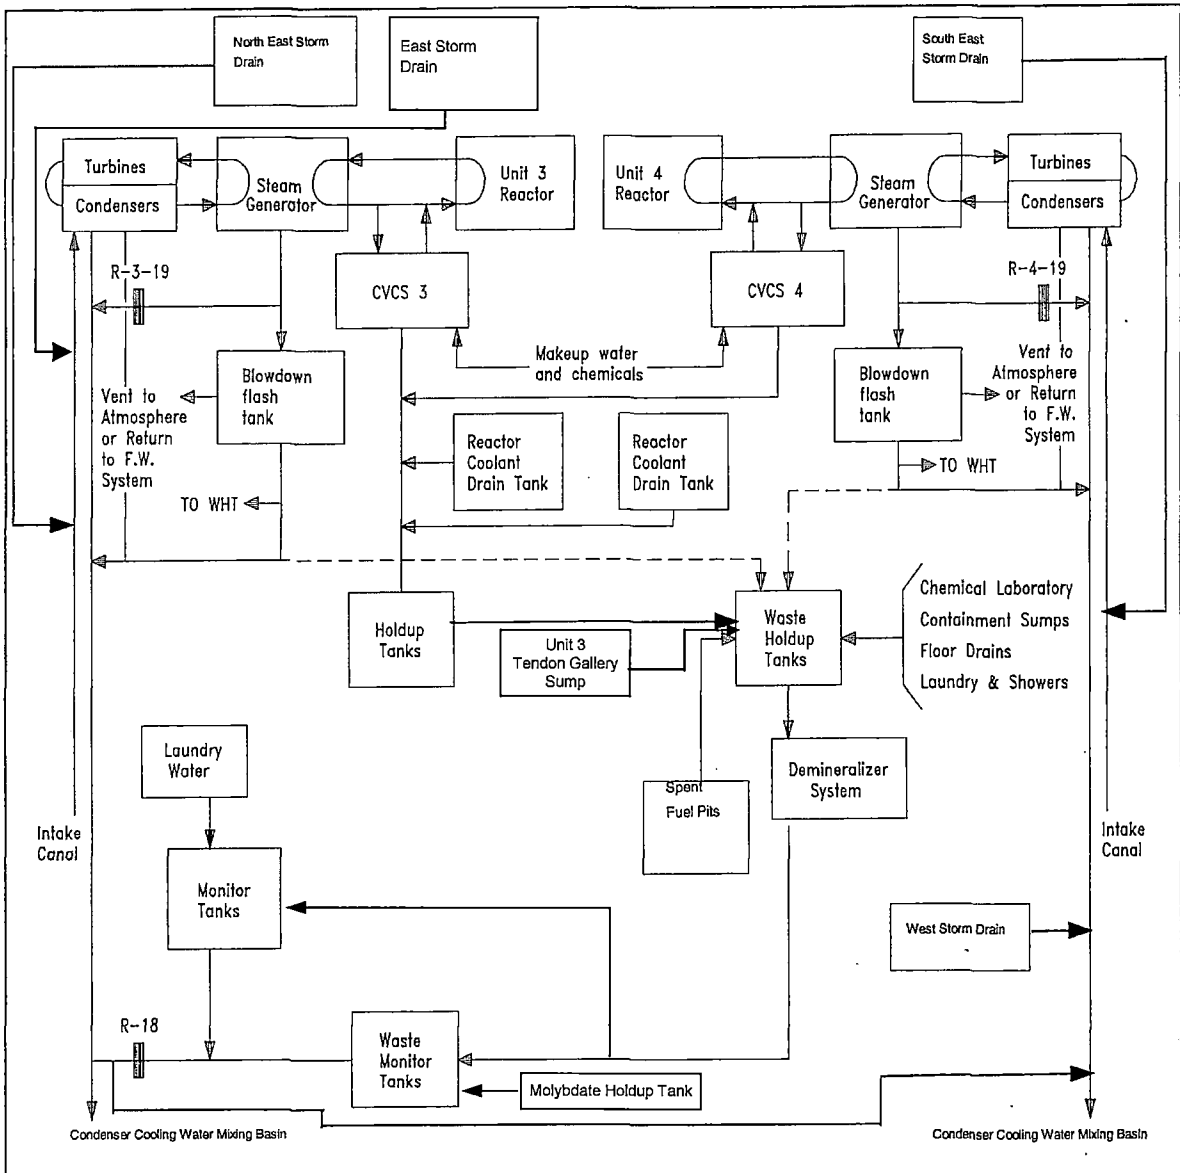 North East Storm
Drain
East Storm
Drain
South East
Storm Drain
Turbines
Condensers
Steam
Generator
Unit 3
Reactor
Unit 4
Reactor
Steam
Generator
Turbines
Condensers
R-3-19
CVCS 3
CVCS 4
R-4-19
Makeup water
and chemicals
Blowdown
flash
tank
Vent to
Atmosphere
or Return
to F.W.
System
Blowdown
flash
tank
Vent to
Atmosphere
or Return
to F.W.
System
Reactor
Coolant
Drain Tank
Reactor
Coolant
Drain Tank
TO WHT
TO WHT
Holdup
Tanks
Unit 3
Tendon Gallery
Sump
Waste
Holdup
Tanks
Chemical Laboratory
Containment Sumps
Floor Drains
Laundry & Showers
Laundry
Water
Demineralizer
System
Spent
Fuel Pits
Intake
Canal
Intake
Canal
Monitor
Tanks
West Storm Drain
R-18
Waste
Monitor
Tanks
Molybdate Holdup Tank
Condenser Cooling Water Mixing Basin
Condenser Cooling Water Mixing Basin